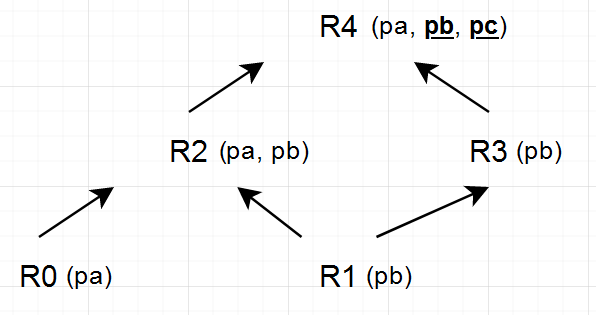 R4 (pa, pb, pc)
R2 (pa, pb)
R3 (pb)
R0 (pa)
R1 (pb)